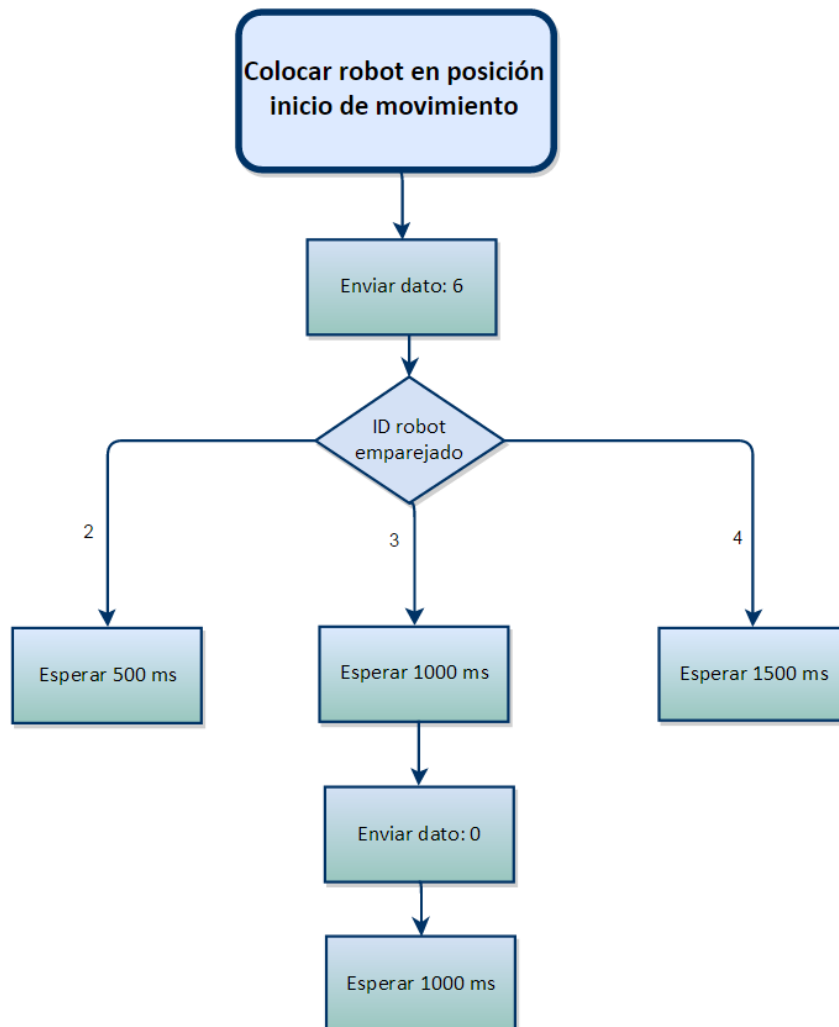 Colocar robot en posición
inicio de movimiento
Enviar dato: 6
ID robot
emparejado
2
3
4
Esperar 500 ms
Esperar 1000 ms
Esperar 1500 ms
Enviar dato: 0
Esperar 1000 ms